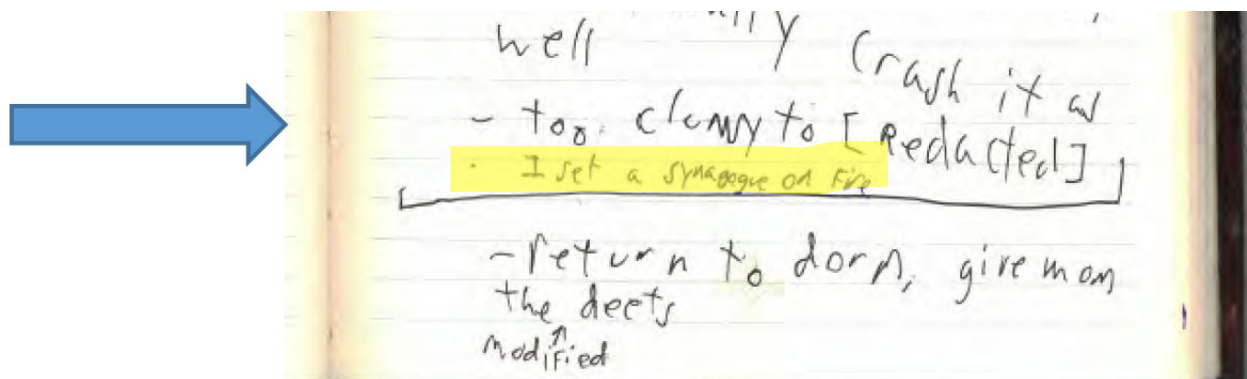 well crash it as
- too clumsy to [Redacted]
· I set a synagogue on fire
- return to dorm, give mom
the deets
modified